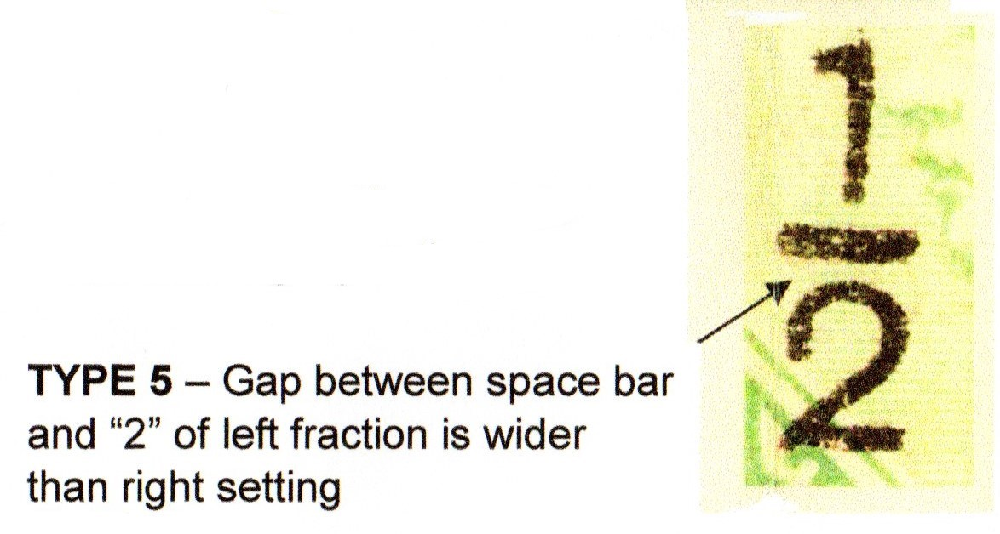 1
2
TYPE 5 – Gap between space bar
and “2” of left fraction is wider
than right setting